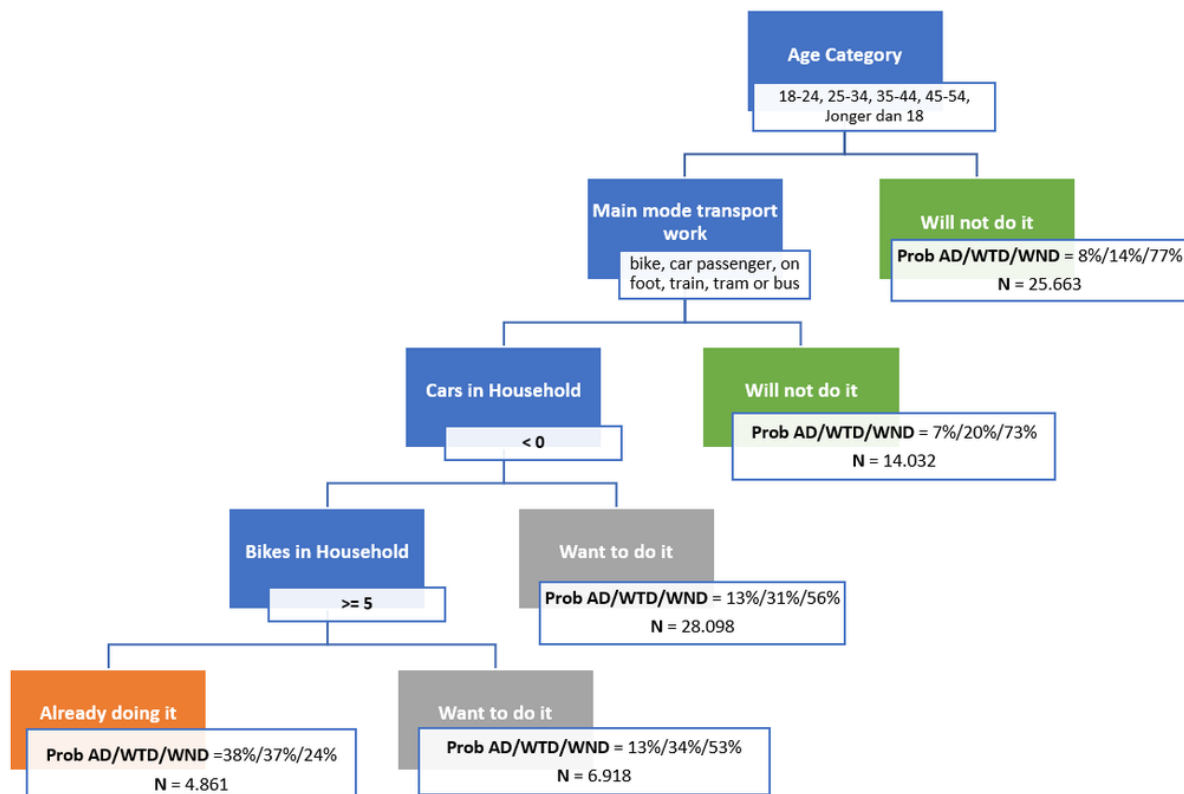 Age Category
18-24, 25-34, 35-44, 45-54,
Jonger dan 18
Main mode transport
work
bike, car passenger, on
foot, train, tram or bus
Will not do it
Prob AD/WTD/WND = 8%/14%/77%
N = 25.663
Cars in Household
< 0
Will not do it
Prob AD/WTD/WND = 7%/20%/73%
N = 14.032
Bikes in Household
>= 5
Want to do it
Prob AD/WTD/WND = 13%/31%/56%
N = 28.098
Already doing it
Prob AD/WTD/WND =38%/37%/24%
N = 4.861
Want to do it
Prob AD/WTD/WND = 13%/34%/53%
N = 6.918